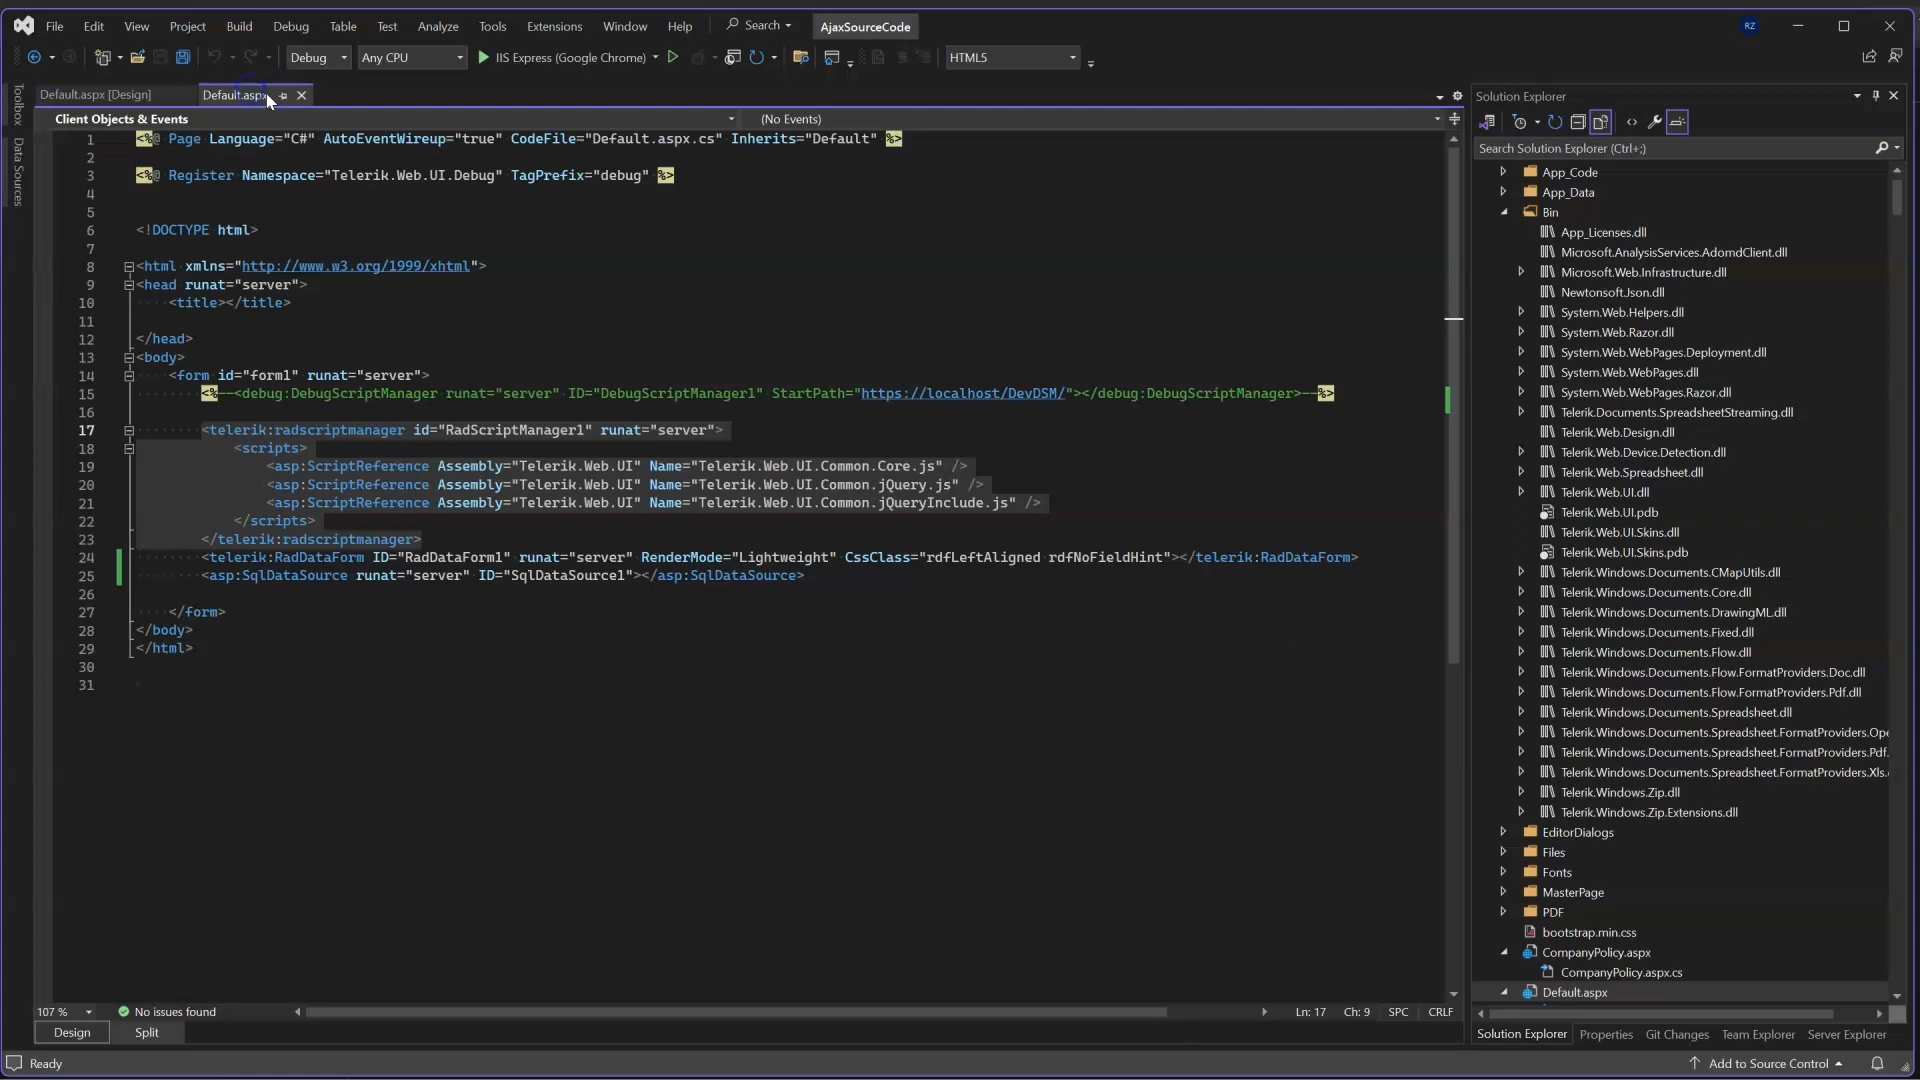 File Edit View Project Build Debug Table Test Analyze Tools Extensions Window Help Search AjaxSourceCode RZ
Debug Any CPU IIS Express (Google Chrome) HTML5
Toolbox
Data Sources
Default.aspx [Design] Default.aspx
Client Objects & Events (No Events)
1 <%@ Page Language="C#" AutoEventWireup="true" CodeFile="Default.aspx.cs" Inherits="Default" %>
2
3 <%@ Register Namespace="Telerik.Web.UI.Debug" TagPrefix="debug" %>
4
5
6 <!DOCTYPE html>
7
8 <html xmlns="http://www.w3.org/1999/xhtml">
9 <head runat="server">
10 <title></title>
11
12 </head>
13 <body>
14 <form id="form1" runat="server">
15 <%--<debug:DebugScriptManager runat="server" ID="DebugScriptManager1" StartPath="https://localhost/DevDSM/"></debug:DebugScriptManager>--%>
16
17 <telerik:radscriptmanager id="RadScriptManager1" runat="server">
18 <scripts>
19 <asp:ScriptReference Assembly="Telerik.Web.UI" Name="Telerik.Web.UI.Common.Core.js" />
20 <asp:ScriptReference Assembly="Telerik.Web.UI" Name="Telerik.Web.UI.Common.jQuery.js" />
21 <asp:ScriptReference Assembly="Telerik.Web.UI" Name="Telerik.Web.UI.Common.jQueryInclude.js" />
22 </scripts>
23 </telerik:radscriptmanager>
24 <telerik:RadDataForm ID="RadDataForm1" runat="server" RenderMode="Lightweight" CssClass="rdfLeftAligned rdfNoFieldHint"></telerik:RadDataForm>
25 <asp:SqlDataSource runat="server" ID="SqlDataSource1"></asp:SqlDataSource>
26
27 </form>
28 </body>
29 </html>
30
31
107 % No issues found Ln: 17 Ch: 9 SPC CRLF
Design Split
Solution Explorer
Search Solution Explorer (Ctrl+;)
App_Code
App_Data
Bin
App_Licenses.dll
Microsoft.AnalysisServices.AdomdClient.dll
Microsoft.Web.Infrastructure.dll
Newtonsoft.Json.dll
System.Web.Helpers.dll
System.Web.Razor.dll
System.Web.WebPages.Deployment.dll
System.Web.WebPages.dll
System.Web.WebPages.Razor.dll
Telerik.Documents.SpreadsheetStreaming.dll
Telerik.Web.Design.dll
Telerik.Web.Device.Detection.dll
Telerik.Web.Spreadsheet.dll
Telerik.Web.UI.dll
Telerik.Web.UI.pdb
Telerik.Web.UI.Skins.dll
Telerik.Web.UI.Skins.pdb
Telerik.Windows.Documents.CMapUtils.dll
Telerik.Windows.Documents.Core.dll
Telerik.Windows.Documents.DrawingML.dll
Telerik.Windows.Documents.Fixed.dll
Telerik.Windows.Documents.Flow.dll
Telerik.Windows.Documents.Flow.FormatProviders.Doc.dll
Telerik.Windows.Documents.Flow.FormatProviders.Pdf.dll
Telerik.Windows.Documents.Spreadsheet.dll
Telerik.Windows.Documents.Spreadsheet.FormatProviders.Ope
Telerik.Windows.Documents.Spreadsheet.FormatProviders.Pdf.
Telerik.Windows.Documents.Spreadsheet.FormatProviders.Xls.
Telerik.Windows.Zip.dll
Telerik.Windows.Zip.Extensions.dll
EditorDialogs
Files
Fonts
MasterPage
PDF
bootstrap.min.css
CompanyPolicy.aspx
CompanyPolicy.aspx.cs
Default.aspx
Solution Explorer Properties Git Changes Team Explorer Server Explorer
Ready Add to Source Control